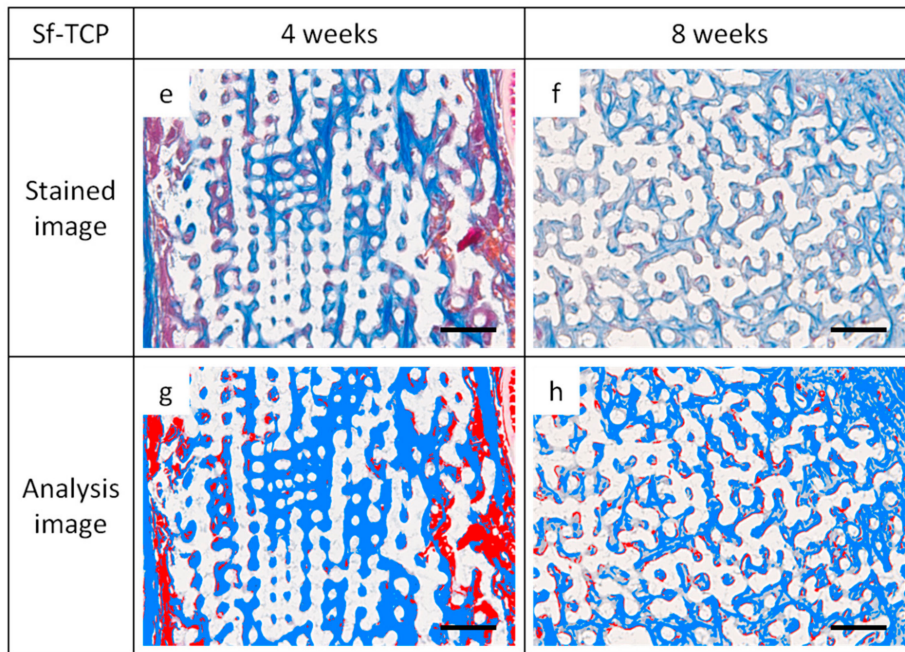 Sf-TCP
4 weeks
8 weeks
Stained
image
e
f
Analysis
image
g
h